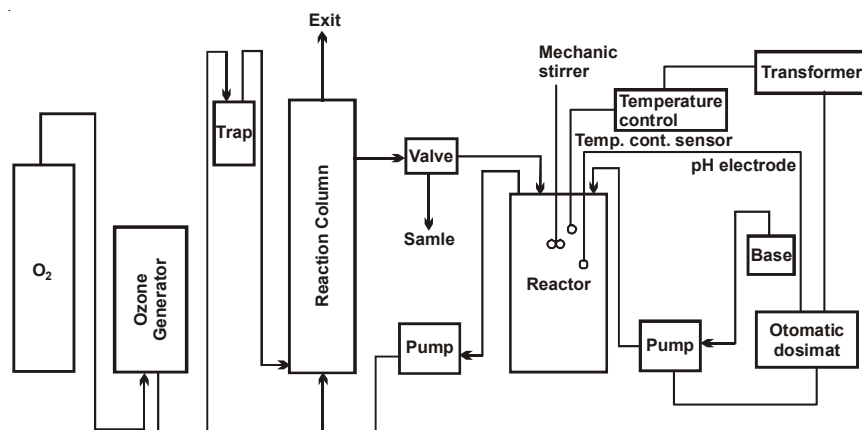 Exit
Mechanic
stirrer
Transformer
Temperature
control
Trap
Temp. cont. sensor
Valve
pH electrode
Reaction Column
Samle
O₂
Ozone
Generator
Reactor
Base
Pump
Pump
Otomatic
dosimat